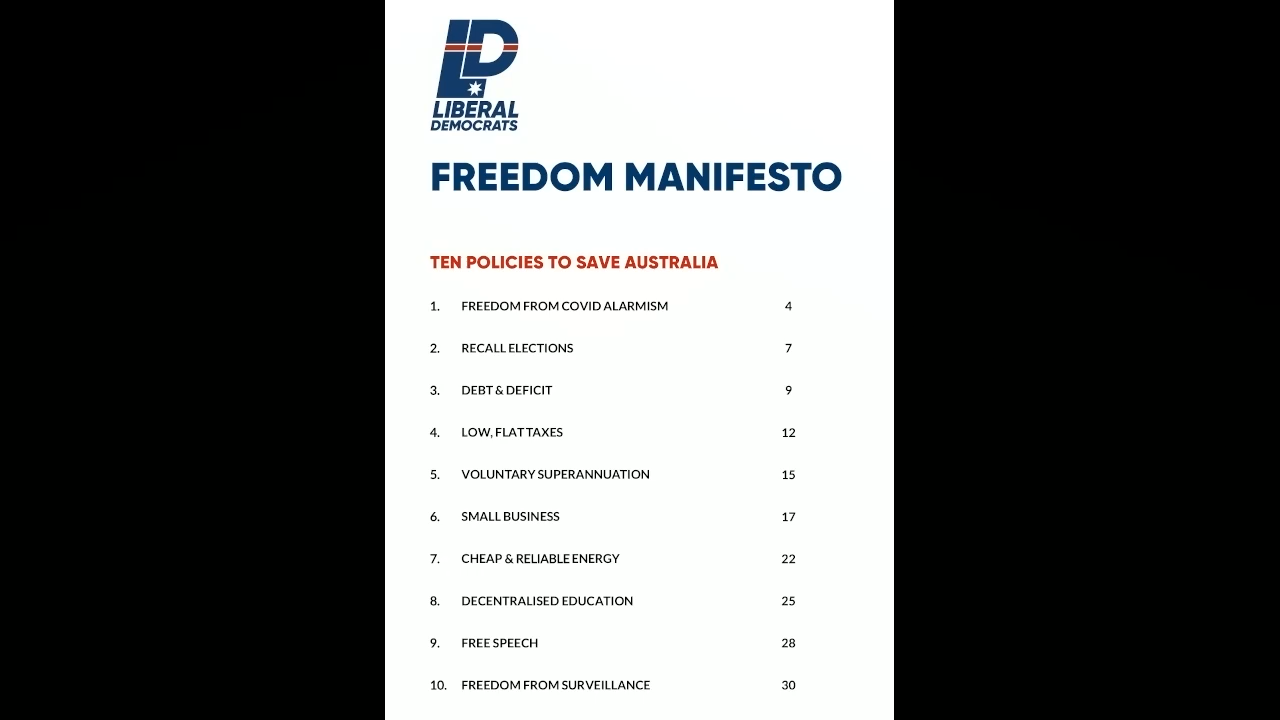 LD
LIBERAL
DEMOCRATS
FREEDOM MANIFESTO
TEN POLICIES TO SAVE AUSTRALIA
1. FREEDOM FROM COVID ALARMISM 4
2. RECALL ELECTIONS 7
3. DEBT & DEFICIT 9
4. LOW, FLAT TAXES 12
5. VOLUNTARY SUPERANNUATION 15
6. SMALL BUSINESS 17
7. CHEAP & RELIABLE ENERGY 22
8. DECENTRALISED EDUCATION 25
9. FREE SPEECH 28
10. FREEDOM FROM SURVEILLANCE 30